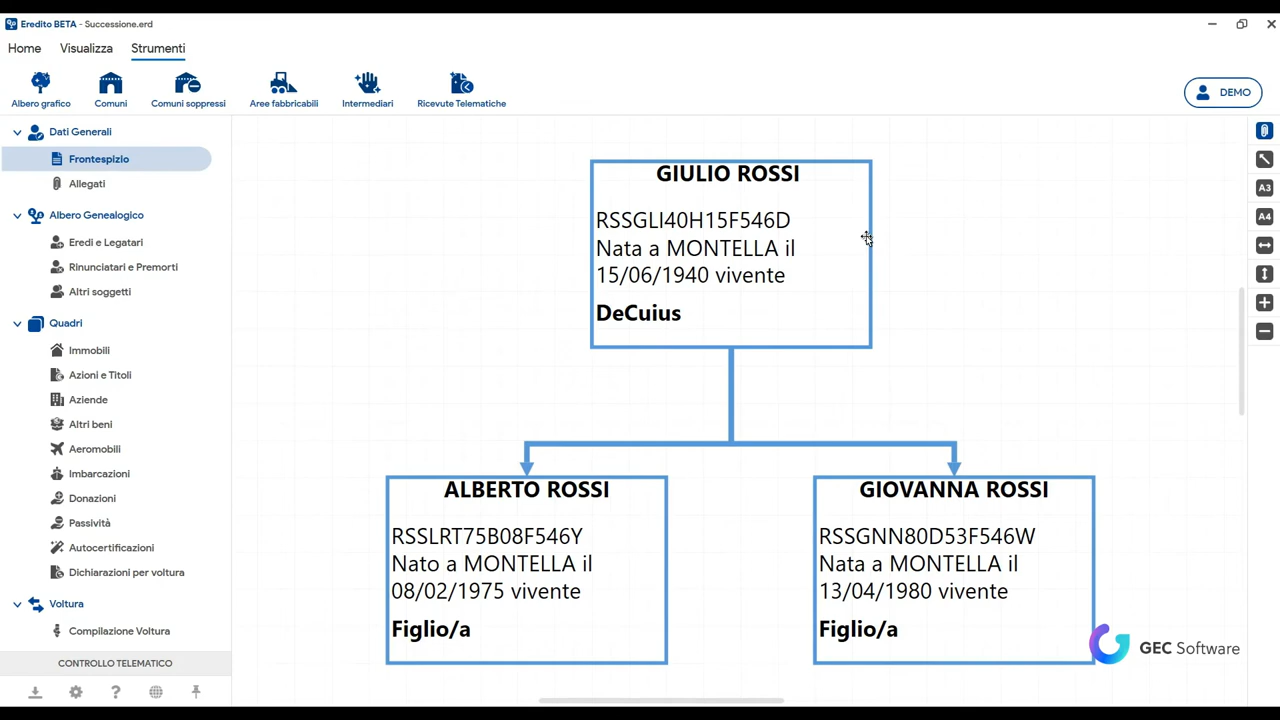 Eredito BETA - Successione.erd
Home Visualizza Strumenti
Albero grafico Comuni Comuni soppressi Aree fabbricabili Intermediari Ricevute Telematiche
DEMO
Dati Generali
Frontespizio
Allegati
Albero Genealogico
Eredi e Legatari
Rinunciatari e Premorti
Altri soggetti
Quadri
Immobili
Azioni e Titoli
Aziende
Altri beni
Aeromobili
Imbarcazioni
Donazioni
Passività
Autocertificazioni
Dichiarazioni per voltura
Voltura
Compilazione Voltura
CONTROLLO TELEMATICO
GIULIO ROSSI
RSSGLI40H15F546D
Nata a MONTELLA il
15/06/1940 vivente
DeCuius
ALBERTO ROSSI
RSSLRT75B08F546Y
Nato a MONTELLA il
08/02/1975 vivente
Figlio/a
GIOVANNA ROSSI
RSSGNN80D53F546W
Nata a MONTELLA il
13/04/1980 vivente
Figlio/a
A3
A4
GEC Software